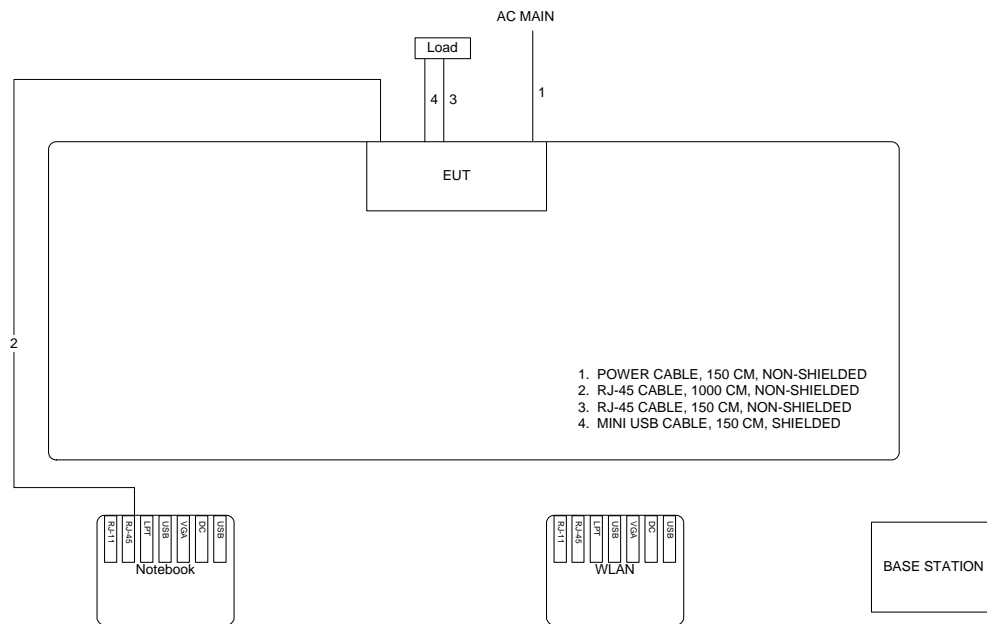 AC MAIN
Load
4 3 1
EUT
2
1. POWER CABLE, 150 CM, NON-SHIELDED
2. RJ-45 CABLE, 1000 CM, NON-SHIELDED
3. RJ-45 CABLE, 150 CM, NON-SHIELDED
4. MINI USB CABLE, 150 CM, SHIELDED
RJ-11
RJ-45
LPT
USB
VGA
DC
USB
Notebook
RJ-11
RJ-45
LPT
USB
VGA
DC
USB
WLAN
BASE STATION